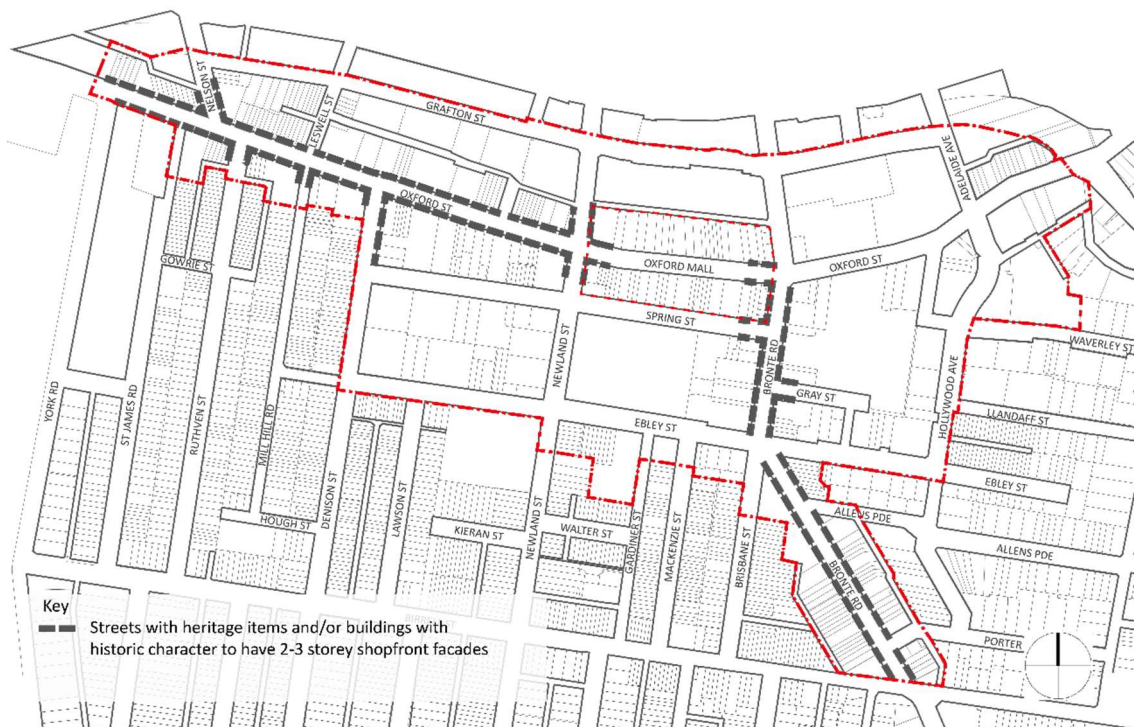 NELSON ST
LESWELL ST
GRAFTON ST
ADELAIDE AVE
OXFORD ST
OXFORD MALL
OXFORD ST
GOWRIE ST
SPRING ST
NEWLAND ST
BRONTE RD
WAVERLEY ST
HOLLYWOOD AVE
GRAY ST
LLANDAFF ST
YORK RD
ST JAMES RD
RUTHVEN ST
MILL HILL RD
EBLEY ST
EBLEY ST
DENISON ST
LAWSON ST
HOUGH ST
KIERAN ST
NEWLAND ST
WALTER ST
GARDINER ST
MACKENZIE ST
BRISBANE ST
ALLENS PDE
ALLENS PDE
BRONTE RD
PORTER
Key
Streets with heritage items and/or buildings with
historic character to have 2-3 storey shopfront facades